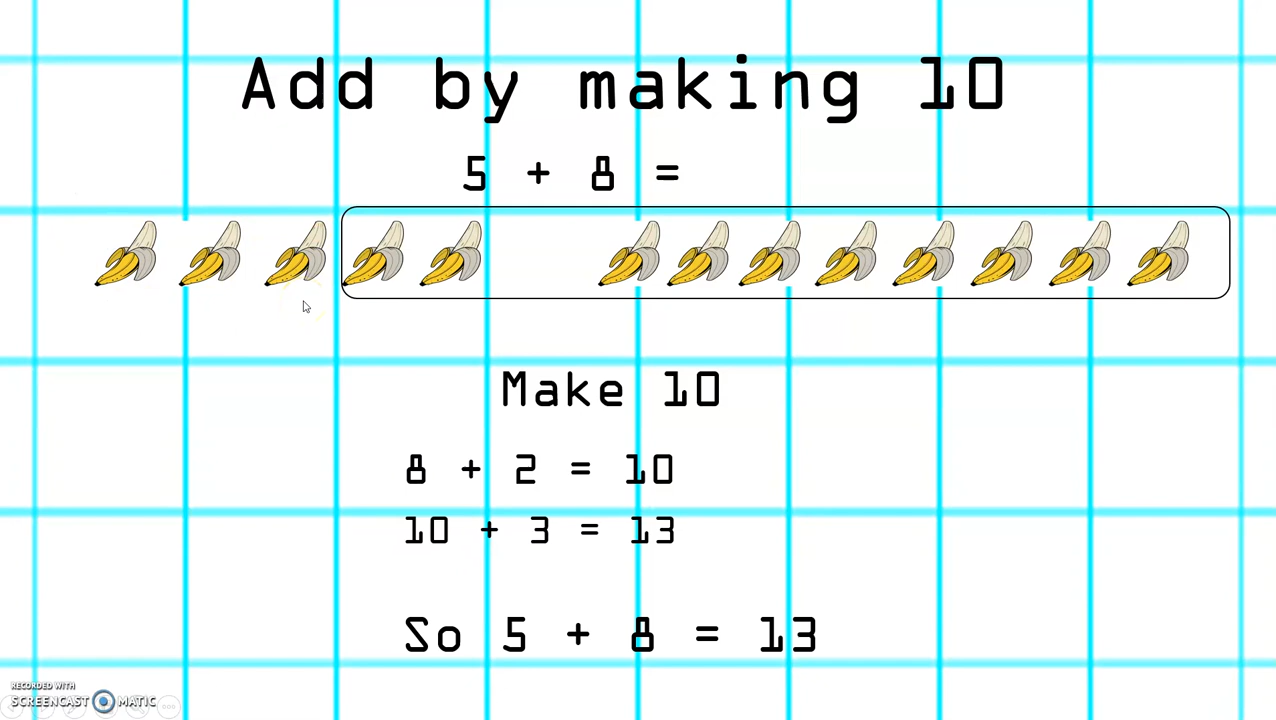 Add by making 10
5 + 8 =
Make 10
8 + 2 = 10
10 + 3 = 13
So 5 + 8 = 13
RECORDED WITH
SCREENCAST MATIC